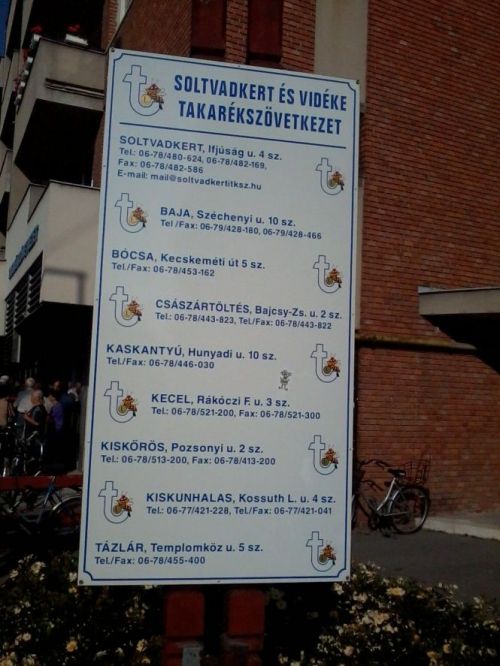 SOLTVADKERT ÉS VIDÉKE
TAKARÉKSZÖVETKEZET
SOLTVADKERT, Ifjúság u. 4 sz.
Tel.: 06-78/480-624, 06-78/482-169,
Fax: 06-78/482-586
E-mail: mail@soltvadkertitksz.hu
BAJA, Széchenyi u. 10 sz.
Tel /Fax: 06-79/428-180, 06-79/428-466
BÓCSA, Kecskeméti út 5 sz.
Tel./Fax: 06-78/453-162
CSÁSZÁRTÖLTÉS, Bajcsy-Zs. u. 2 sz.
Tel.: 06-78/443-823, Tel/Fax: 06-78/443-822
KASKANTYÚ, Hunyadi u. 10 sz.
Tel./Fax: 06-78/446-030
KECEL, Rákóczi F. u. 3 sz.
Tel.: 06-78/521-200, Fax: 06-78/521-300
KISKŐRÖS, Pozsonyi u. 2 sz.
Tel.: 06-78/513-200, Fax: 06-78/413-200
KISKUNHALAS, Kossuth L. u. 4 sz.
Tel.: 06-77/421-228, Tel/Fax: 06-77/421-041
TÁZLÁR, Templomköz u. 5 sz.
Tel./Fax: 06-78/455-400